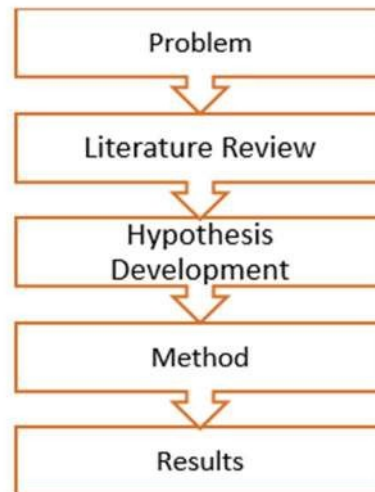 Problem
Literature Review
Hypothesis
Development
Method
Results